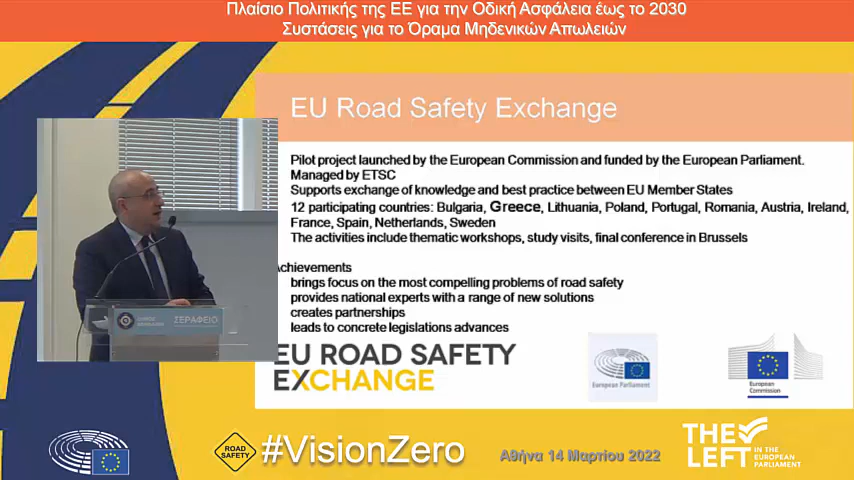 Πλαίσιο Πολιτικής της ΕΕ για την Οδική Ασφάλεια έως το 2030
Συστάσεις για το Όραμα Μηδενικών Απωλειών
EU Road Safety Exchange
Pilot project launched by the European Commission and funded by the European Parliament.
Managed by ETSC
Supports exchange of knowledge and best practice between EU Member States
12 participating countries: Bulgaria, Greece, Lithuania, Poland, Portugal, Romania, Austria, Ireland,
France, Spain, Netherlands, Sweden
The activities include thematic workshops, study visits, final conference in Brussels
Achievements
brings focus on the most compelling problems of road safety
provides national experts with a range of new solutions
creates partnerships
leads to concrete legislations advances
EU ROAD SAFETY
EXCHANGE
European Parliament
European
Commission
ΖΕΡΑΦΕΙΟ
ROAD
SAFETY
#VisionZero
Αθήνα 14 Μαρτίου 2022
THE
LEFT
IN THE
EUROPEAN
PARLIAMENT